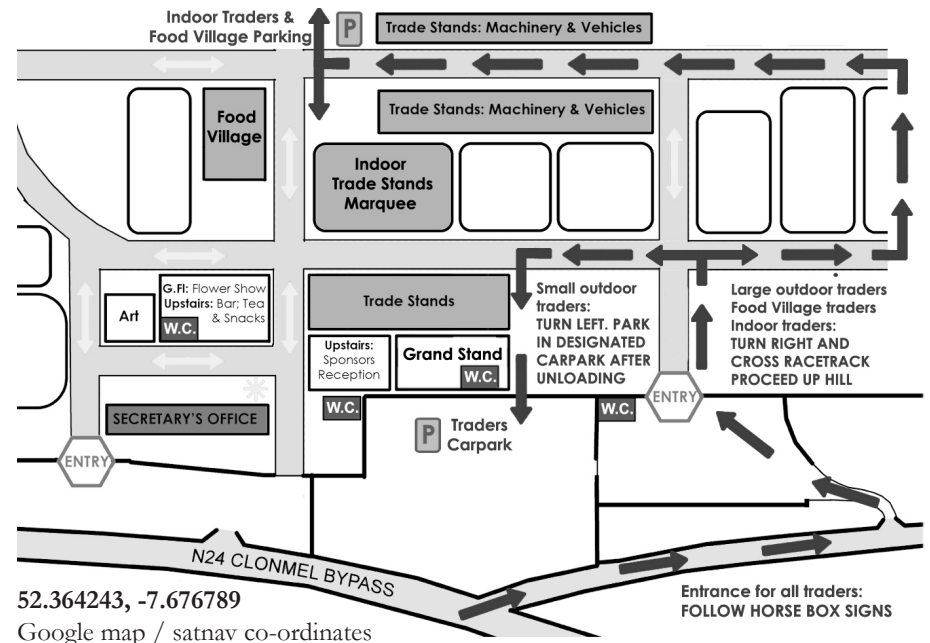 Indoor Traders &
Food Village Parking
P
Trade Stands: Machinery & Vehicles
Trade Stands: Machinery & Vehicles
Food
Village
Indoor
Trade Stands
Marquee
G.Fl: Flower Show
Upstairs: Bar; Tea
& Snacks
W.C.
Art
Trade Stands
Small outdoor
traders:
TURN LEFT. PARK
IN DESIGNATED
CARPARK AFTER
UNLOADING
Large outdoor traders
Food Village traders
Indoor traders:
TURN RIGHT AND
CROSS RACETRACK
PROCEED UP HILL
Upstairs:
Sponsors
Reception
Grand Stand
W.C.
W.C.
W.C.
ENTRY
SECRETARY'S OFFICE
P
Traders
Carpark
ENTRY
N24 CLONMEL BYPASS
Entrance for all traders:
FOLLOW HORSE BOX SIGNS
52.364243, -7.676789
Google map / satnav co-ordinates